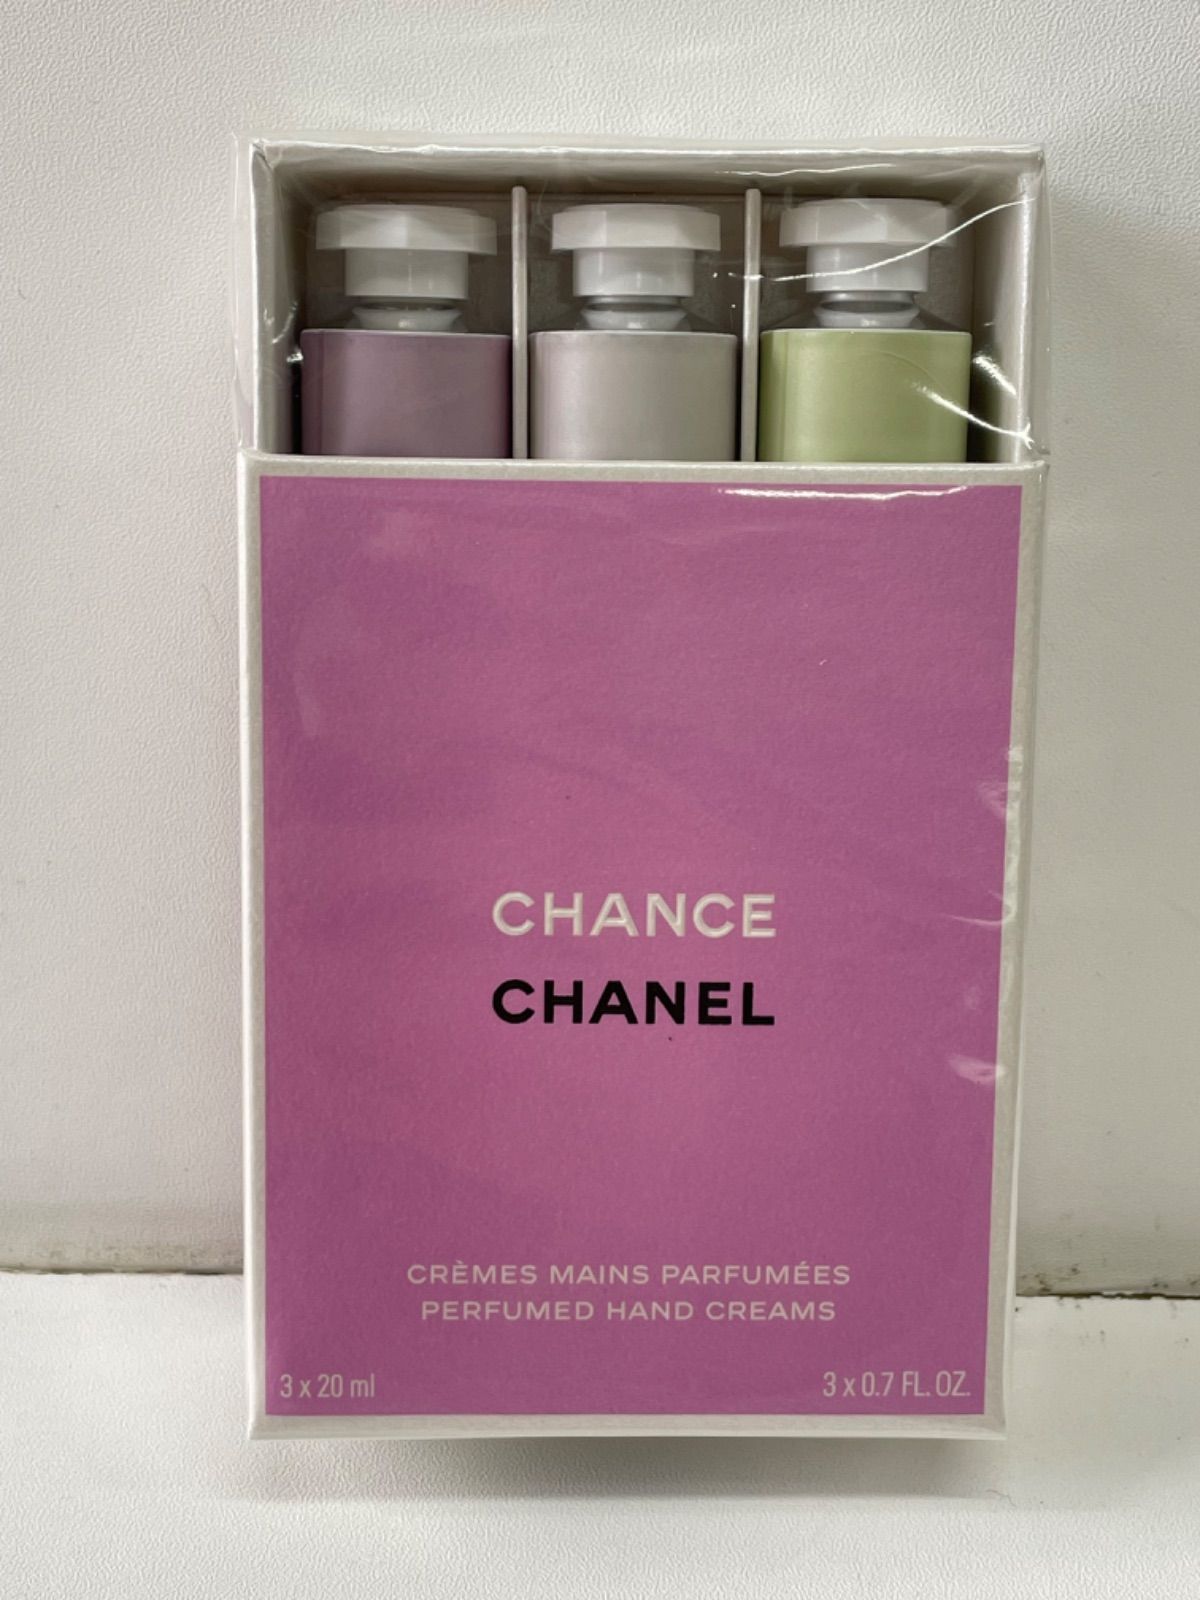 CHANCE
CHANEL
CRÈMES MAINS PARFUMÉES
PERFUMED HAND CREAMS
3 x 20 ml
3 x 0.7 FL. OZ.